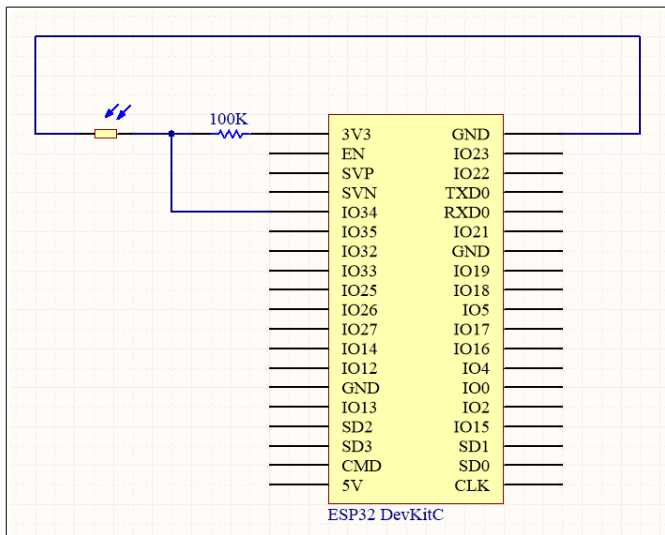 100K
3V3 GND
EN IO23
SVP IO22
SVN TXD0
IO34 RXD0
IO35 IO21
IO32 GND
IO33 IO19
IO25 IO18
IO26 IO5
IO27 IO17
IO14 IO16
IO12 IO4
GND IO0
IO13 IO2
SD2 IO15
SD3 SD1
CMD SD0
5V CLK
ESP32 DevKitC